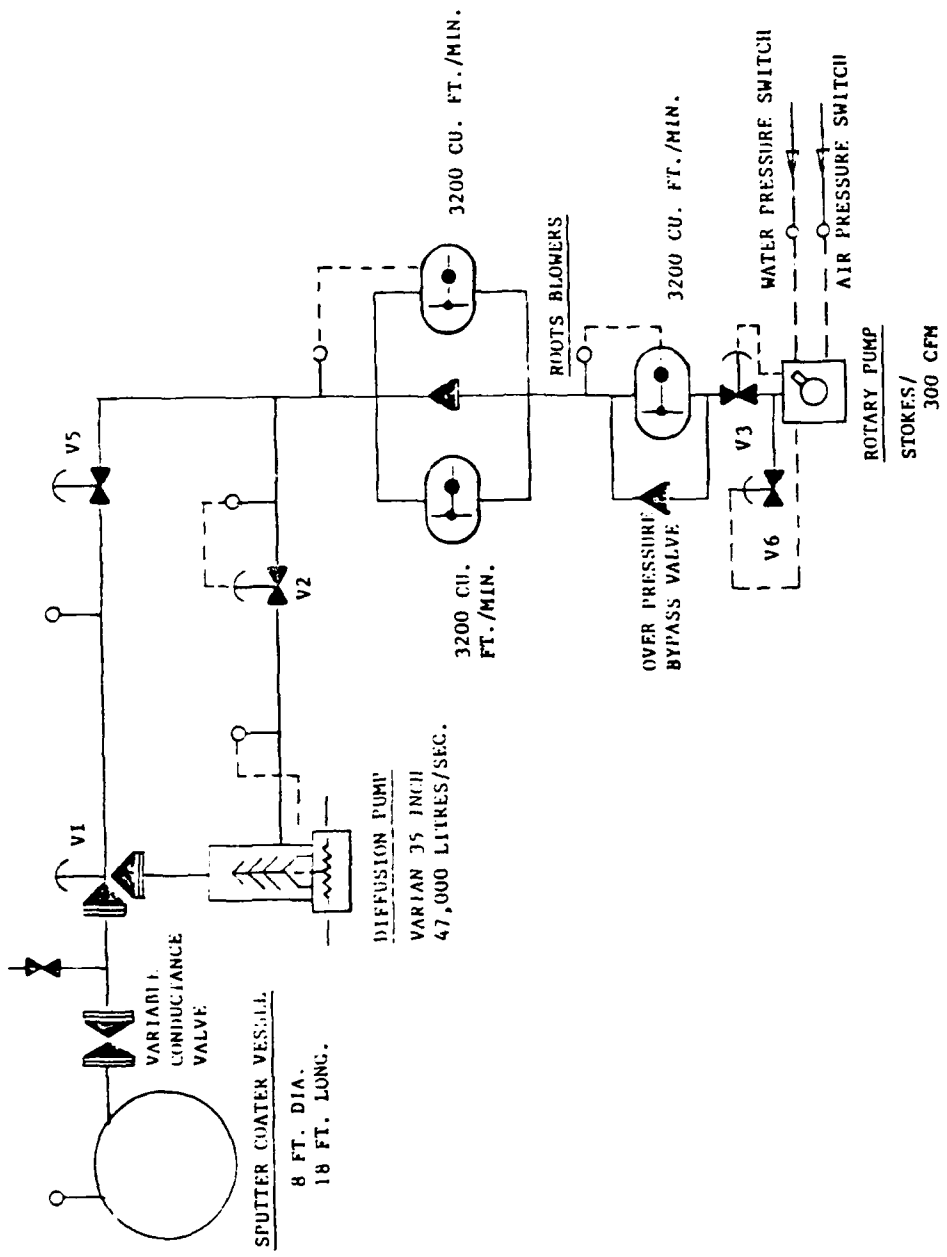 SPUTTER COATER VESSEL
8 FT. DIA.
18 FT. LONG.
VARIABLE
CONDUCTANCE
VALVE
V1
V5
DIFFUSION PUMP
VARIAN 35 INCH
47,000 LITRES/SEC.
V2
3200 CU.
FT./MIN.
3200 CU. FT./MIN.
ROOTS BLOWERS
3200 CU. FT./MIN.
OVER PRESSURE
BYPASS VALVE
V3
V6
WATER PRESSURE SWITCH
AIR PRESSURE SWITCH
ROTARY PUMP
STOKES/
300 CFM